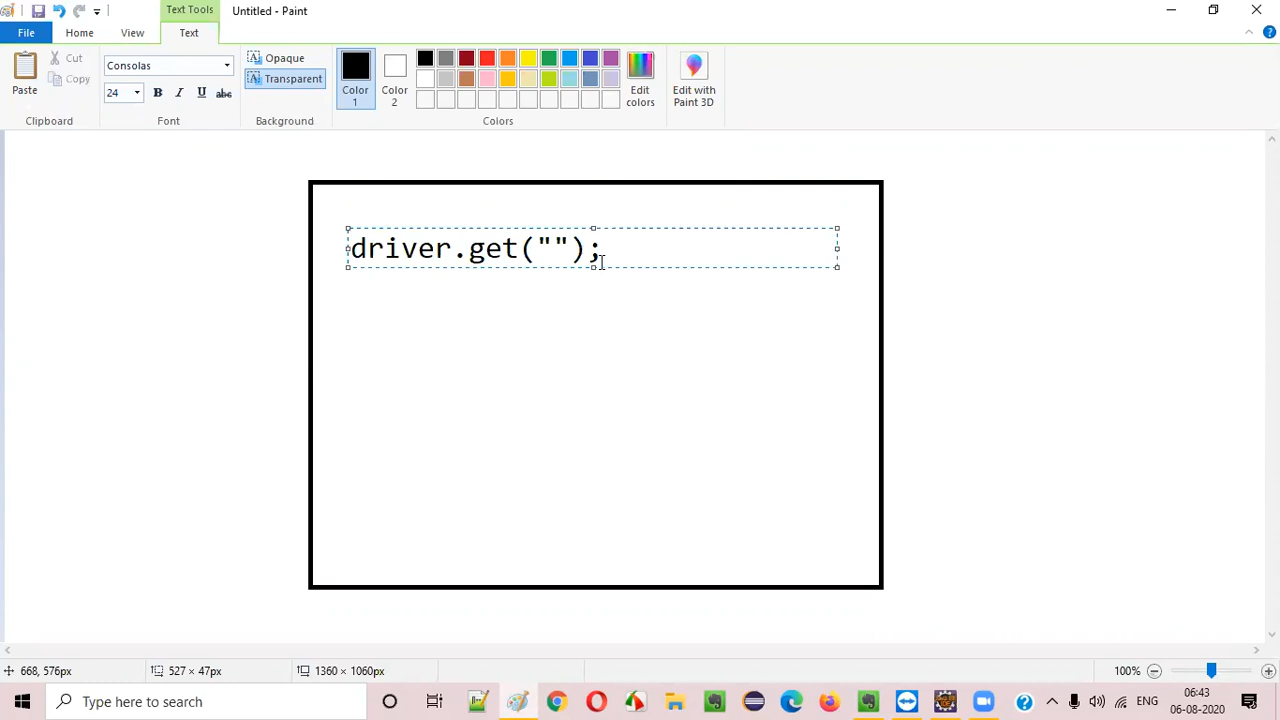 Text Tools
Untitled - Paint
File
Home
View
Text
Paste
Cut
Copy
Clipboard
Consolas
24
B
I
U
abc
Font
Opaque
Transparent
Background
Color 1
Color 2
Edit colors
Colors
Edit with Paint 3D
driver.get("");
668, 576px
527 × 47px
1360 × 1060px
100%
Type here to search
ENG
06:43
06-08-2020